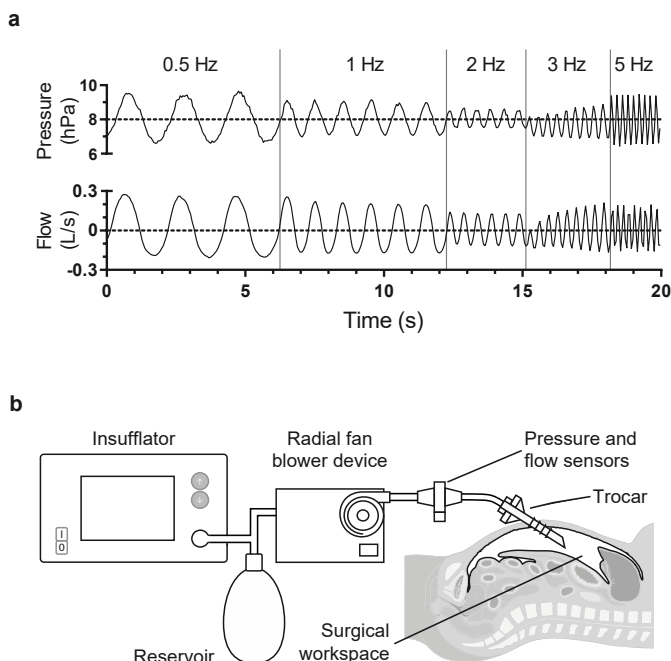 a
0.5 Hz
1 Hz
2 Hz
3 Hz
5 Hz
Pressure
(hPa)
10
8
6
Flow
(L/s)
0.3
0
-0.3
0
5
10
15
20
Time (s)
b
Insufflator
Radial fan
blower device
Pressure and
flow sensors
Trocar
↑
↓
I
0
Reservoir
Surgical
workspace